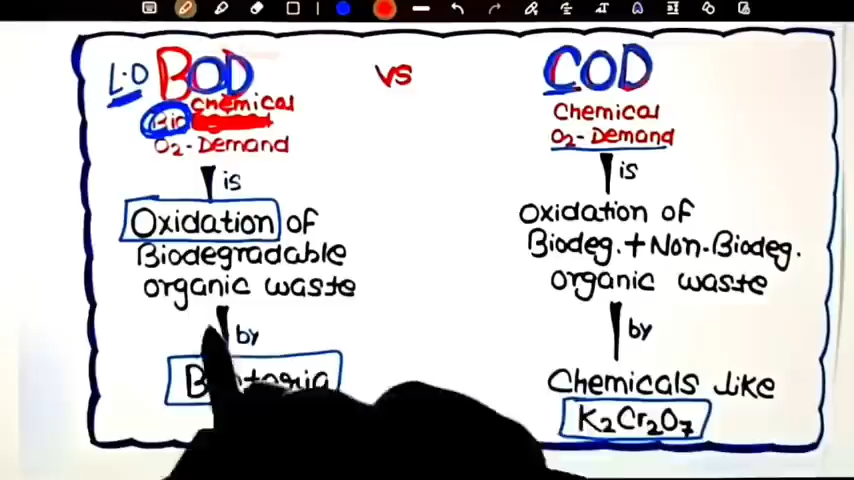 L.D BOD vs COD
Biochemical
O2-Demand
Chemical
O2-Demand
is
is
Oxidation of
Biodegradable
organic waste
Oxidation of
Biodeg.+Non-Biodeg.
organic waste
by
by
Chemicals like
K2Cr2O7